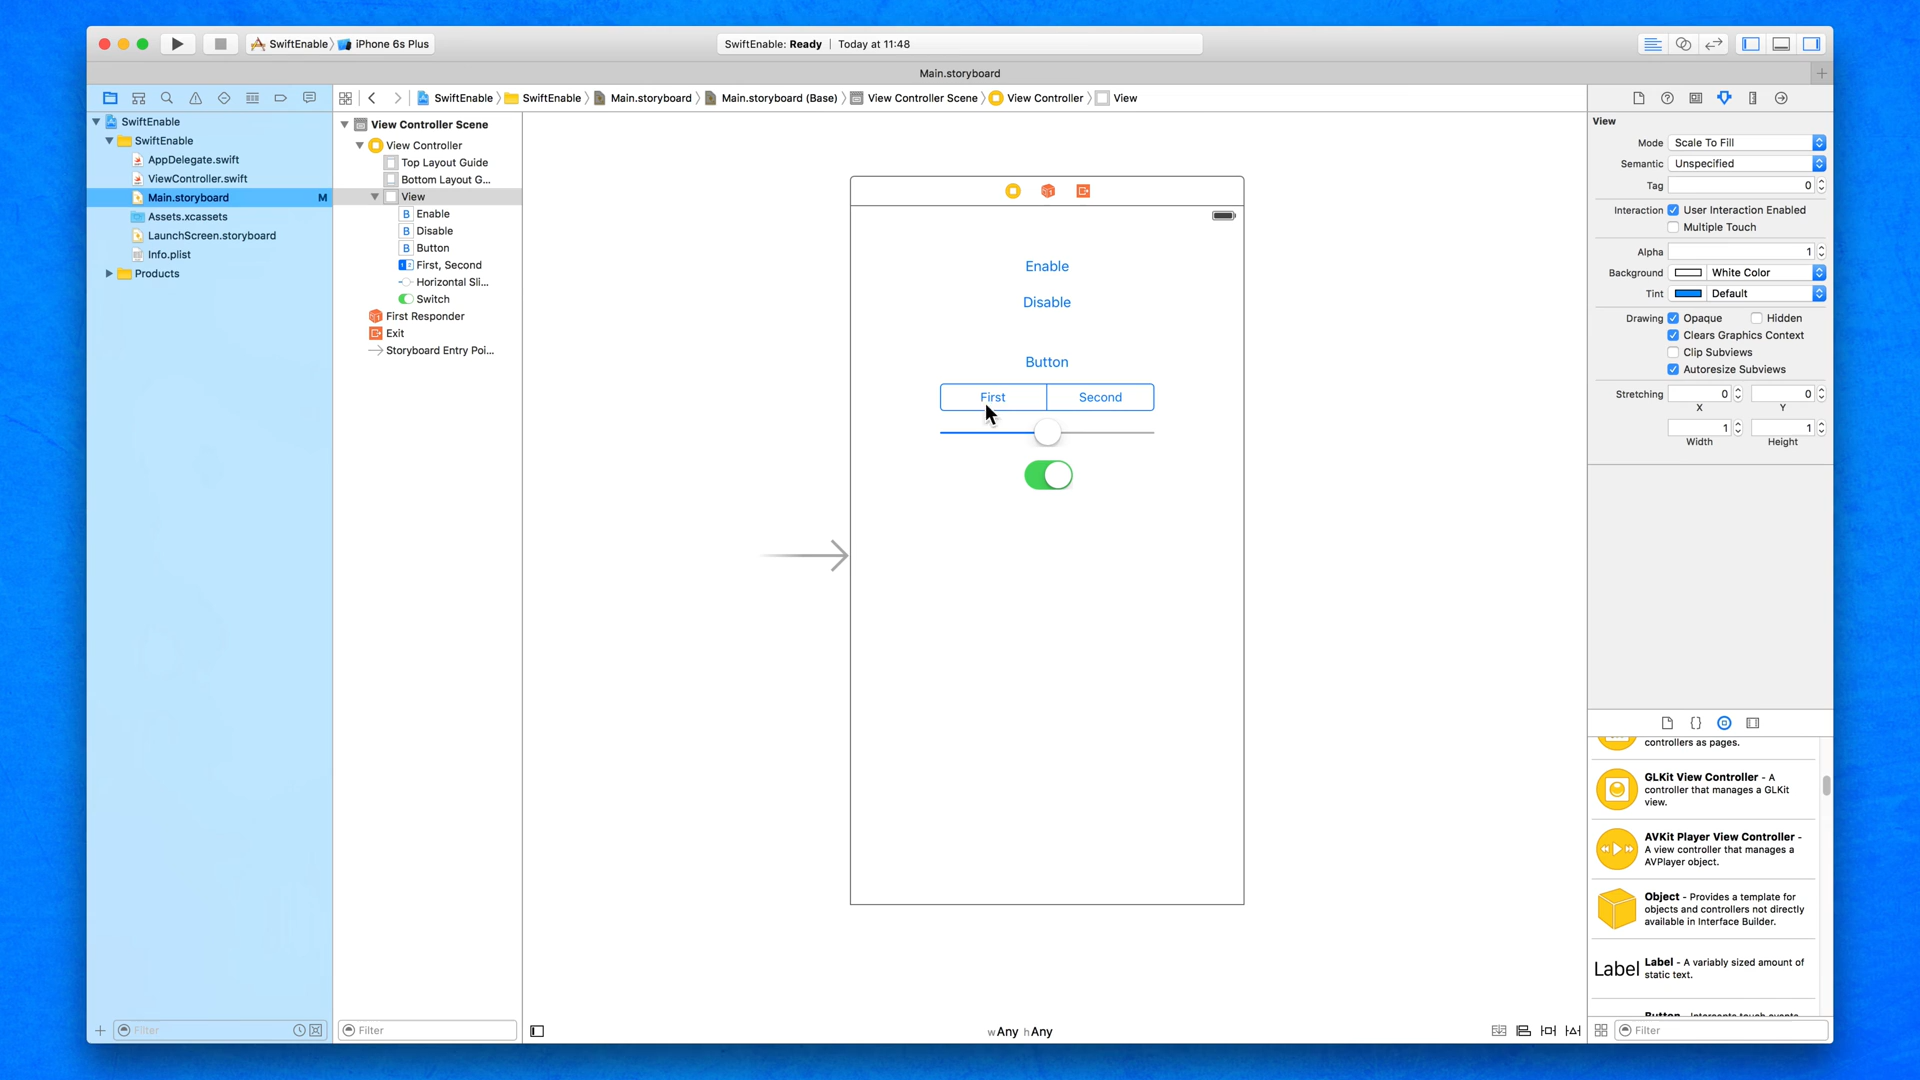 SwiftEnable
iPhone 6s Plus
SwiftEnable: Ready | Today at 11:48
Main.storyboard
SwiftEnable
SwiftEnable
AppDelegate.swift
ViewController.swift
Main.storyboard
M
Assets.xcassets
LaunchScreen.storyboard
Info.plist
Products
Filter
SwiftEnable
SwiftEnable
Main.storyboard
Main.storyboard (Base)
View Controller Scene
View Controller
View
View Controller Scene
View Controller
Top Layout Guide
Bottom Layout G...
View
B Enable
B Disable
B Button
First, Second
Horizontal Sli...
Switch
First Responder
Exit
Storyboard Entry Poi...
Filter
Enable
Disable
Button
First
Second
wAny hAny
View
Mode Scale To Fill
Semantic Unspecified
Tag 0
Interaction User Interaction Enabled
Multiple Touch
Alpha 1
Background White Color
Tint Default
Drawing Opaque Hidden
Clears Graphics Context
Clip Subviews
Autoresize Subviews
Stretching 0 0
X Y
1 1
Width Height
controllers as pages.
GLKit View Controller - A
controller that manages a GLKit
view.
AVKit Player View Controller -
A view controller that manages a
AVPlayer object.
Object - Provides a template for
objects and controllers not directly
available in Interface Builder.
Label
Label - A variably sized amount of
static text.
Filter